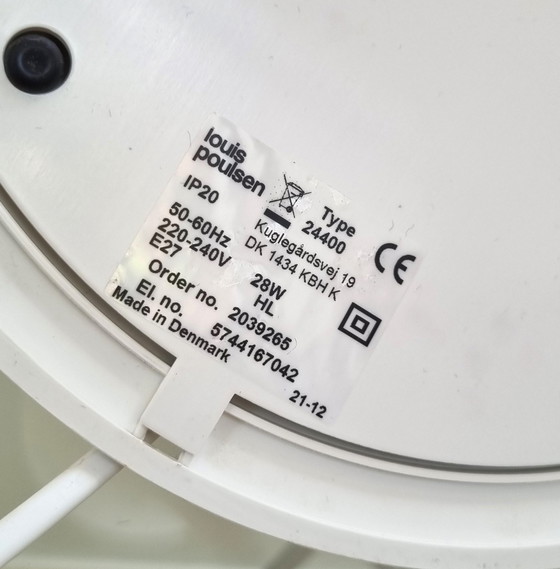 louis
poulsen
IP20
Type
24400
Kuglegårdsvej 19
DK 1434 KBH K
50-60Hz
220-240V 28W
E27 HL
Order no. 2039265
El. no. 5744167042
Made in Denmark
21-12
CE